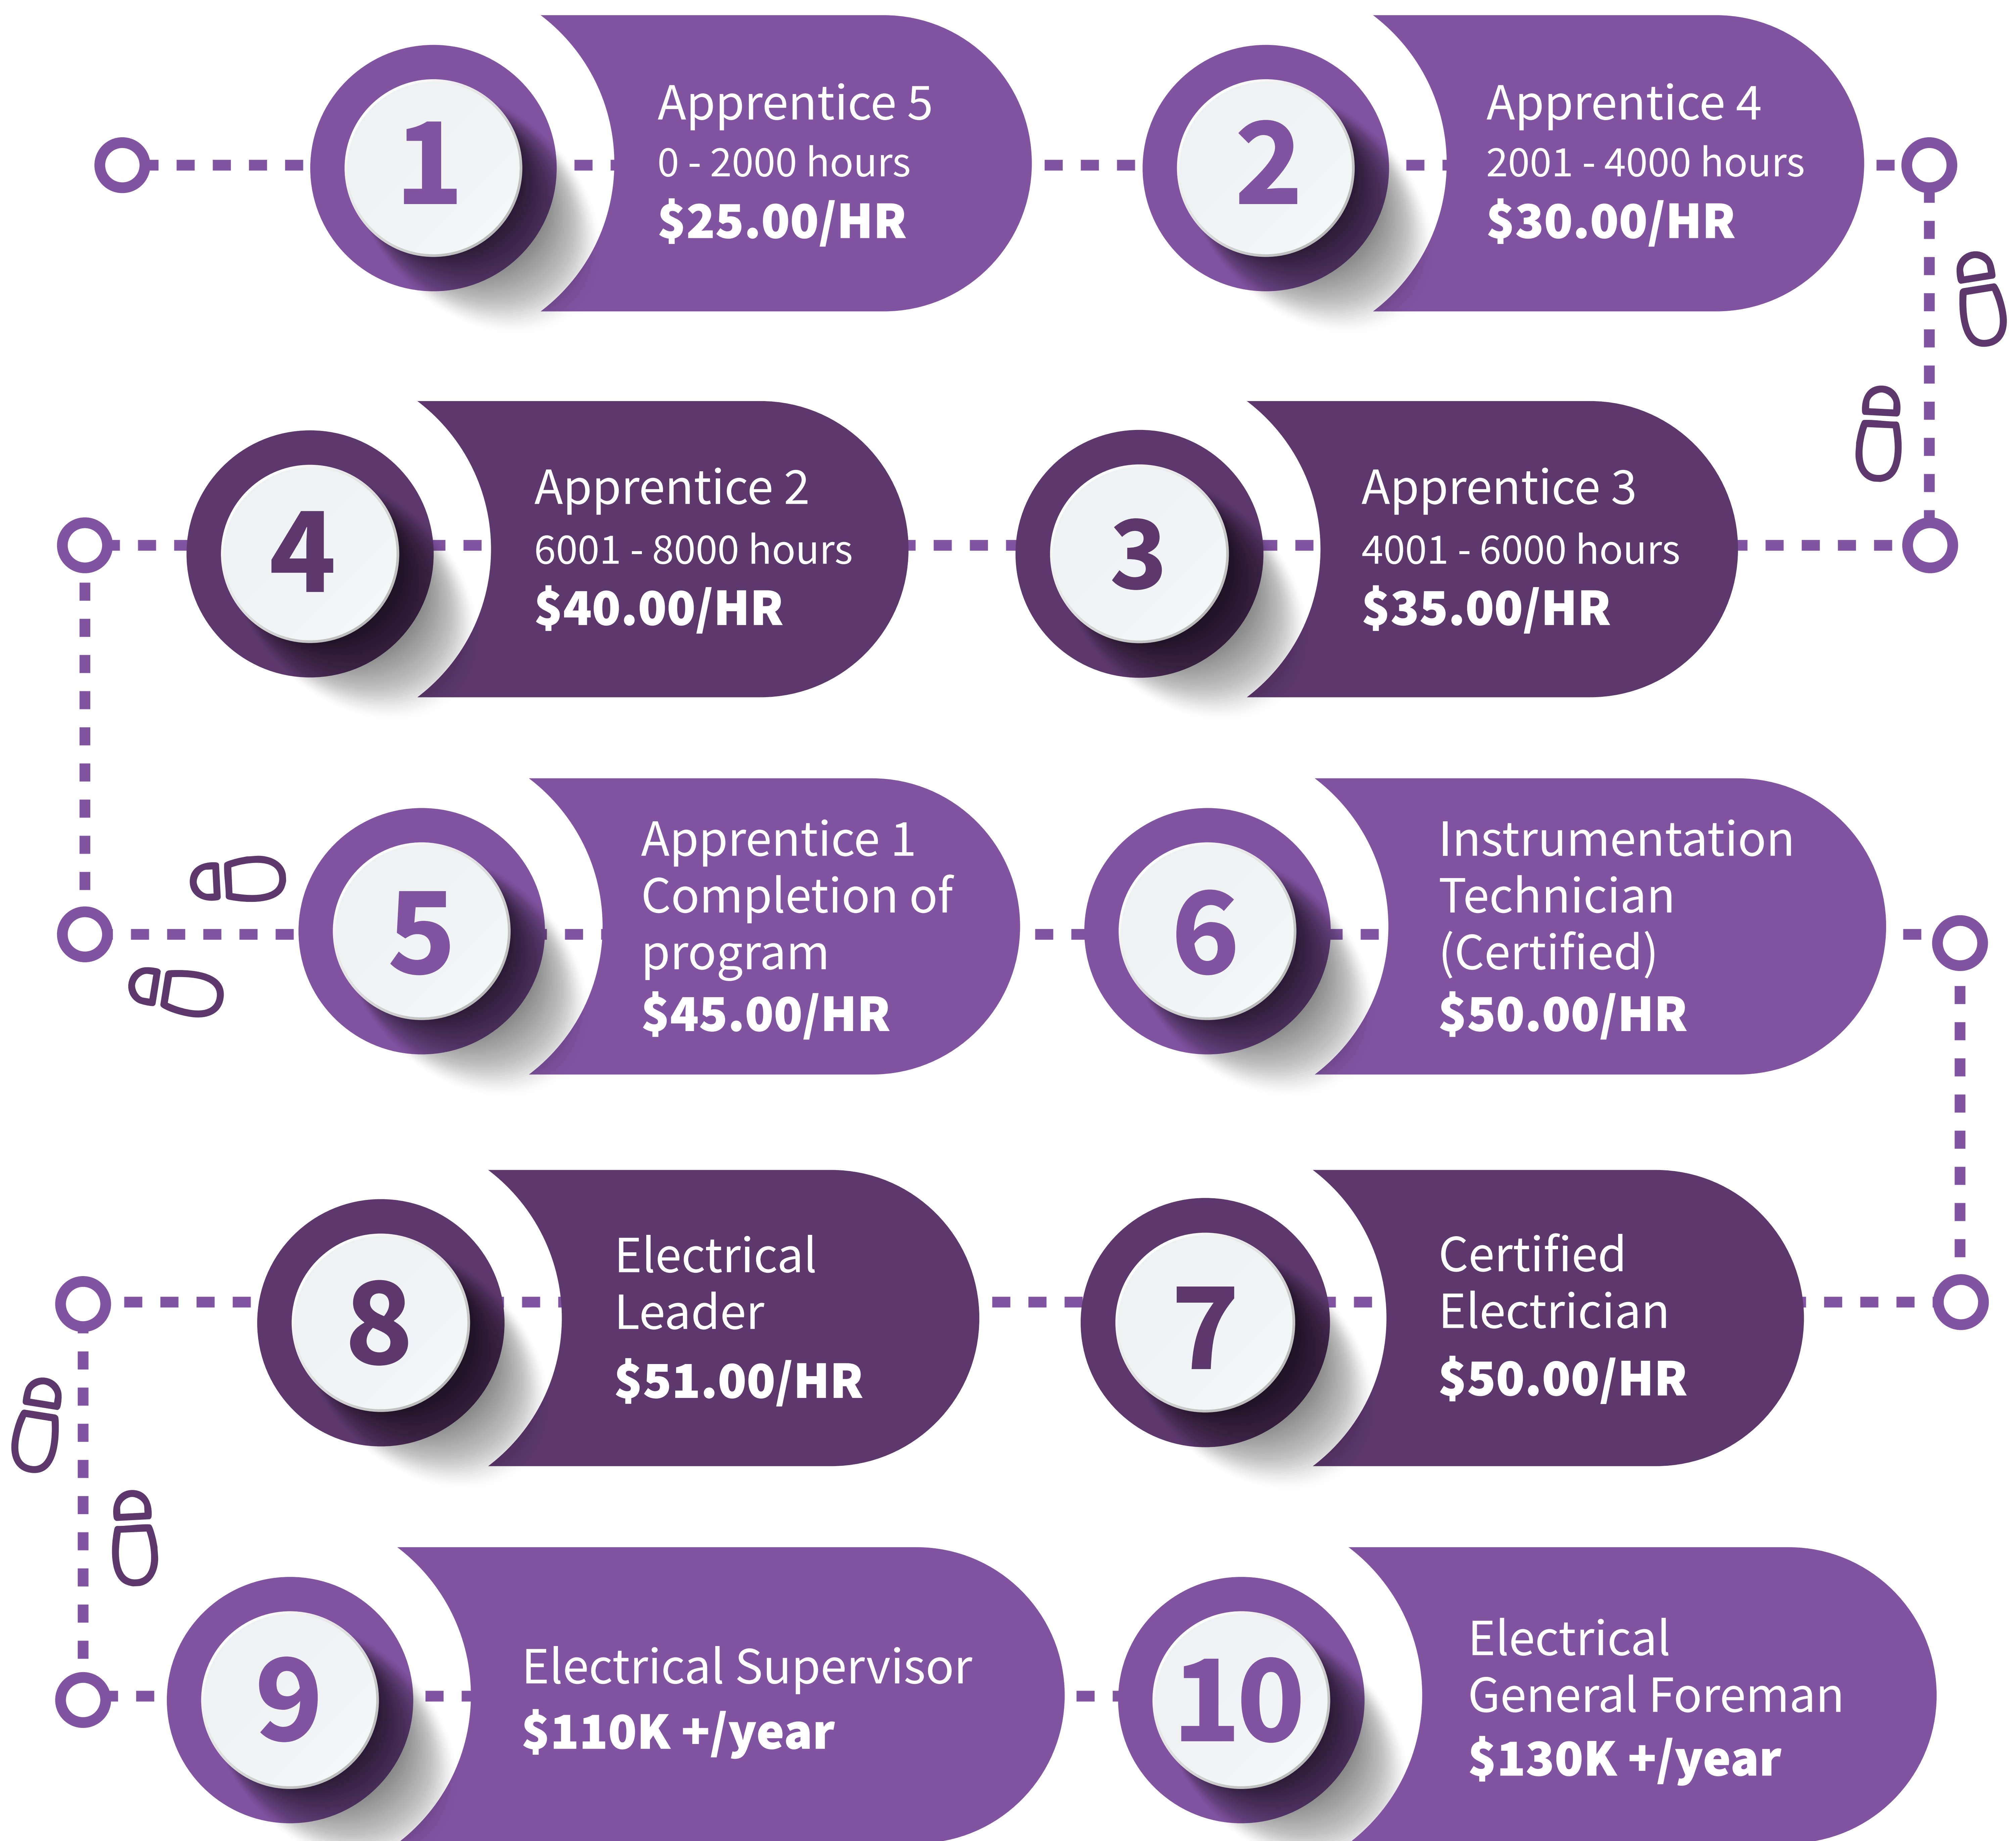 1
Apprentice 5
0 - 2000 hours
$25.00/HR
2
Apprentice 4
2001 - 4000 hours
$30.00/HR
3
Apprentice 3
4001 - 6000 hours
$35.00/HR
4
Apprentice 2
6001 - 8000 hours
$40.00/HR
5
Apprentice 1
Completion of
program
$45.00/HR
6
Instrumentation
Technician
(Certified)
$50.00/HR
7
Certified
Electrician
$50.00/HR
8
Electrical
Leader
$51.00/HR
9
Electrical Supervisor
$110K +/year
10
Electrical
General Foreman
$130K +/year